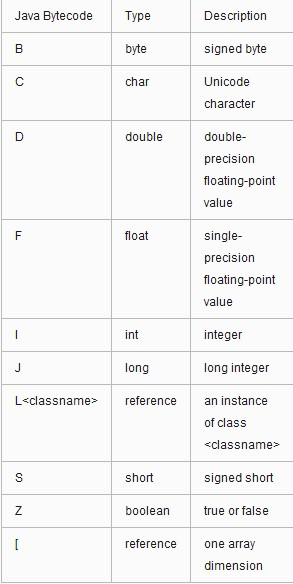 Java Bytecode Type Description
B byte signed byte
C char Unicode
character
D double double-
precision
floating-point
value
F float single-
precision
floating-point
value
I int integer
J long long integer
L<classname> reference an instance
of class
<classname>
S short signed short
Z boolean true or false
[ reference one array
dimension